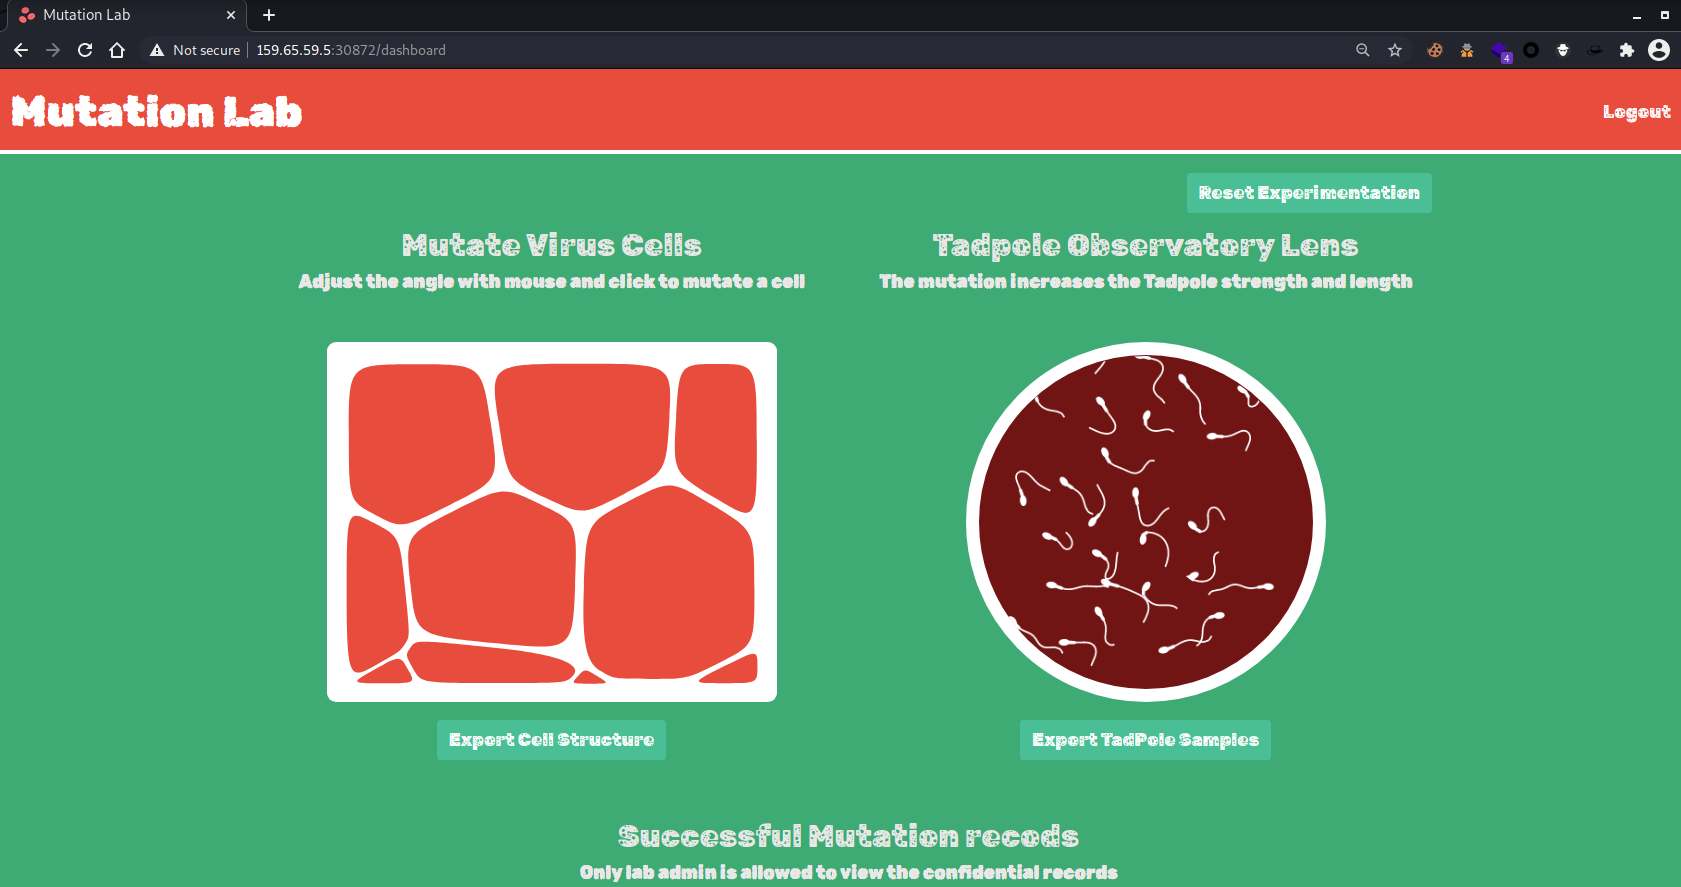 Mutation Lab
Not secure
159.65.59.5:30872/dashboard
4
Mutation Lab
Logout
Reset Experimentation
Mutate Virus Cells
Adjust the angle with mouse and click to mutate a cell
Tadpole Observatory Lens
The mutation increases the Tadpole strength and length
Export Cell Structure
Export TadPole Samples
Successful Mutation recods
Only lab admin is allowed to view the confidential records